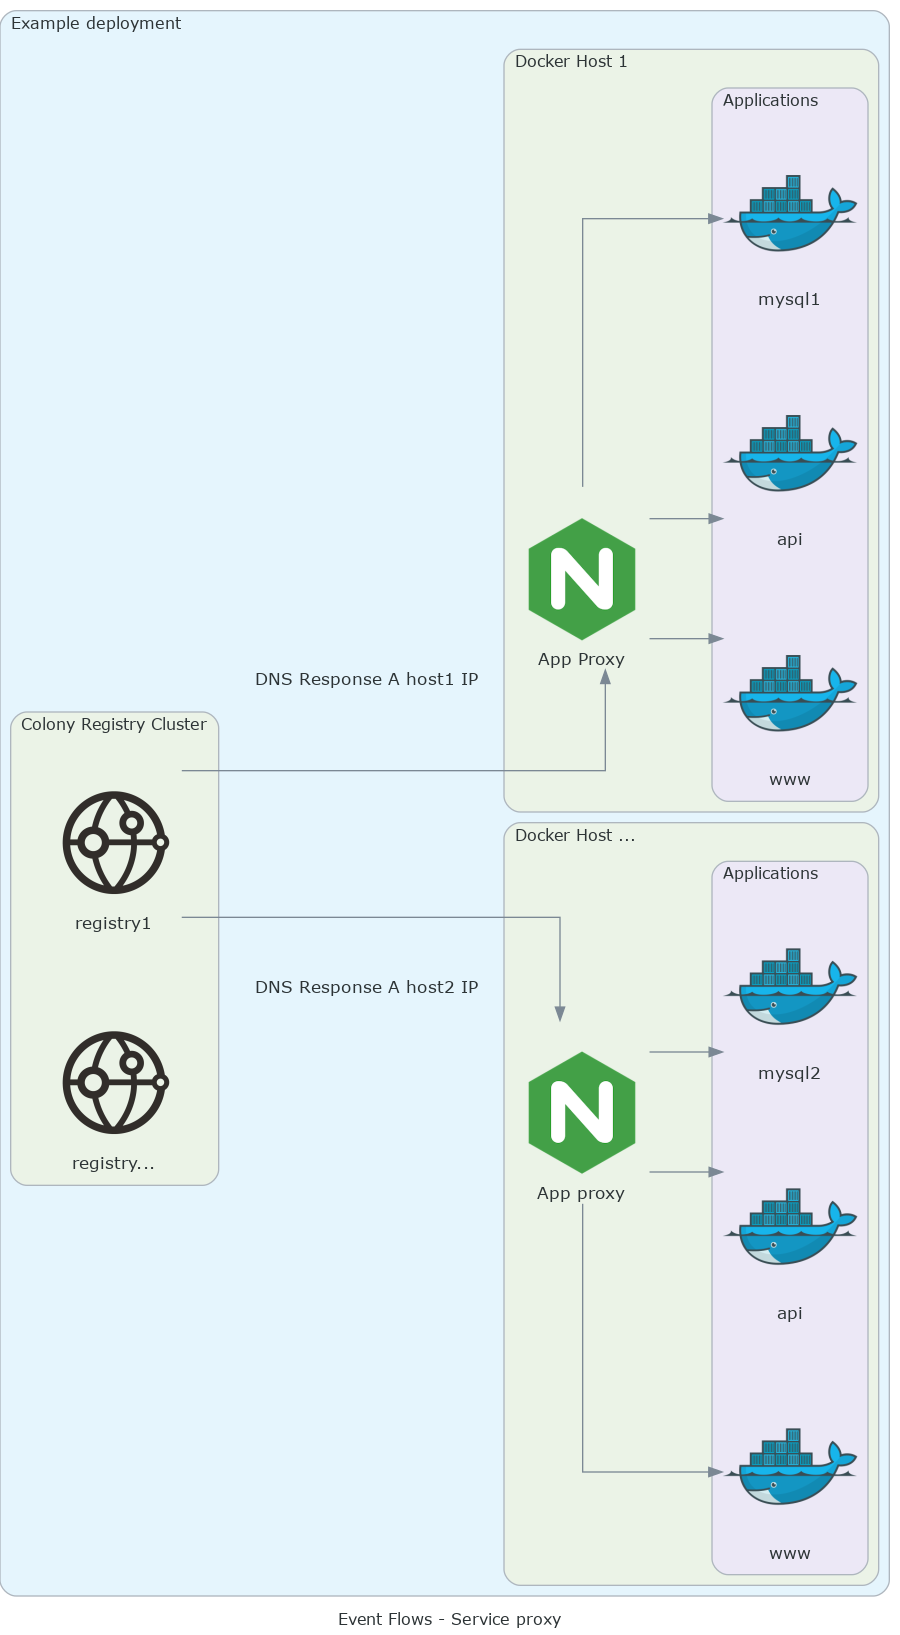 Example deployment
Docker Host 1
Applications
mysql1
api
App Proxy
www
DNS Response A host1 IP
Colony Registry Cluster
registry1
registry...
DNS Response A host2 IP
Docker Host ...
Applications
mysql2
App proxy
api
www
Event Flows - Service proxy